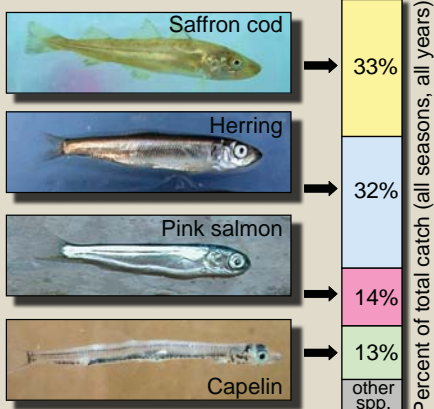 Saffron cod
33%
Herring
32%
Pink salmon
14%
13%
Capelin
other
spp.
Percent of total catch (all seasons, all years)